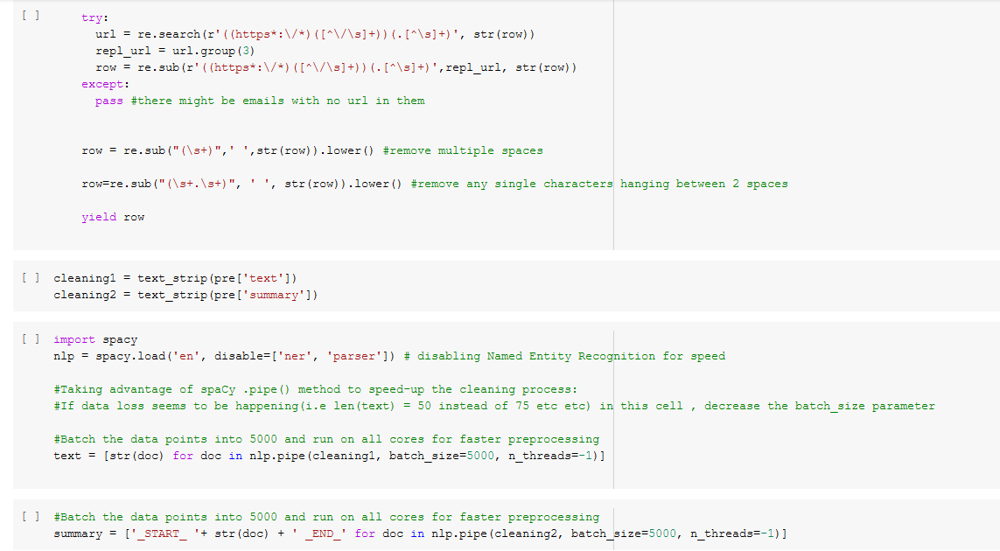 [ ] try:
url = re.search(r'((https*:\/*)([^\/\s]+))(.[^\s]+)', str(row))
repl_url = url.group(3)
row = re.sub(r'((https*:\/*)([^\/\s]+))(.[^\s]+)',repl_url, str(row))
except:
pass #there might be emails with no url in them
row = re.sub("(\s+)",' ',str(row)).lower() #remove multiple spaces
row=re.sub("(\s+.\s+)", ' ', str(row)).lower() #remove any single characters hanging between 2 spaces
yield row
[ ] cleaning1 = text_strip(pre['text'])
cleaning2 = text_strip(pre['summary'])
[ ] import spacy
nlp = spacy.load('en', disable=['ner', 'parser']) # disabling Named Entity Recognition for speed
#Taking advantage of spaCy .pipe() method to speed-up the cleaning process:
#If data loss seems to be happening(i.e len(text) = 50 instead of 75 etc etc) in this cell , decrease the batch_size parameter
#Batch the data points into 5000 and run on all cores for faster preprocessing
text = [str(doc) for doc in nlp.pipe(cleaning1, batch_size=5000, n_threads=-1)]
[ ] #Batch the data points into 5000 and run on all cores for faster preprocessing
summary = ['_START_ '+ str(doc) + ' _END_' for doc in nlp.pipe(cleaning2, batch_size=5000, n_threads=-1)]